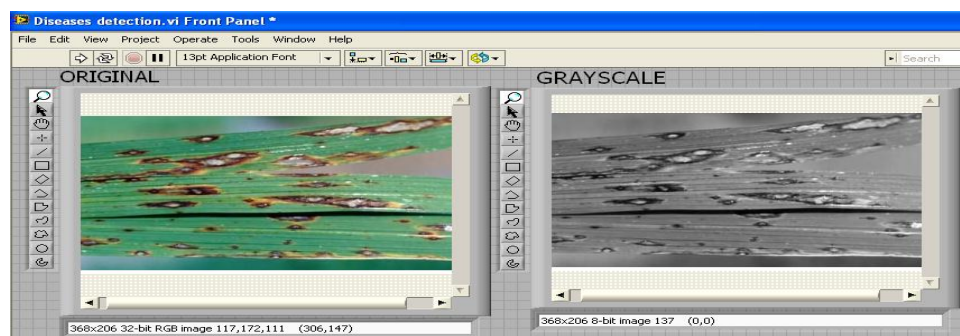 Diseases detection.vi Front Panel *
File Edit View Project Operate Tools Window Help
13pt Application Font
Search
ORIGINAL
GRAYSCALE
368x206 32-bit RGB image 117,172,111 (306,147)
368x206 8-bit image 137 (0,0)